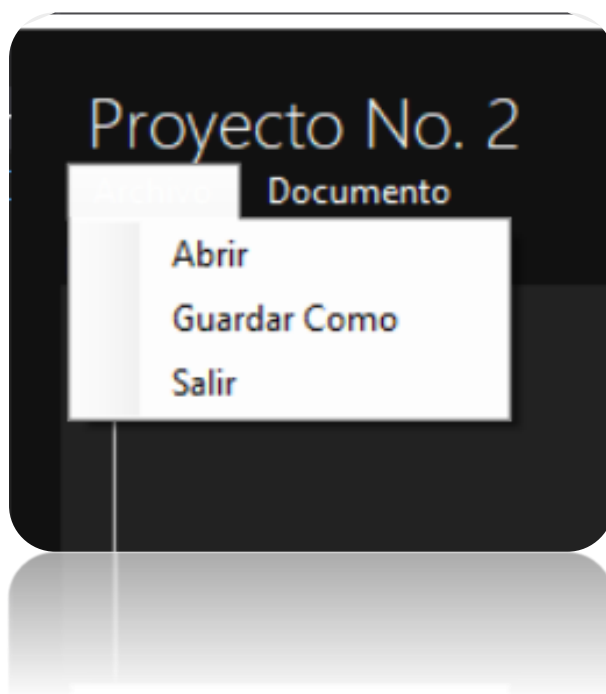 Proyecto No. 2
Archivo Documento
Abrir
Guardar Como
Salir